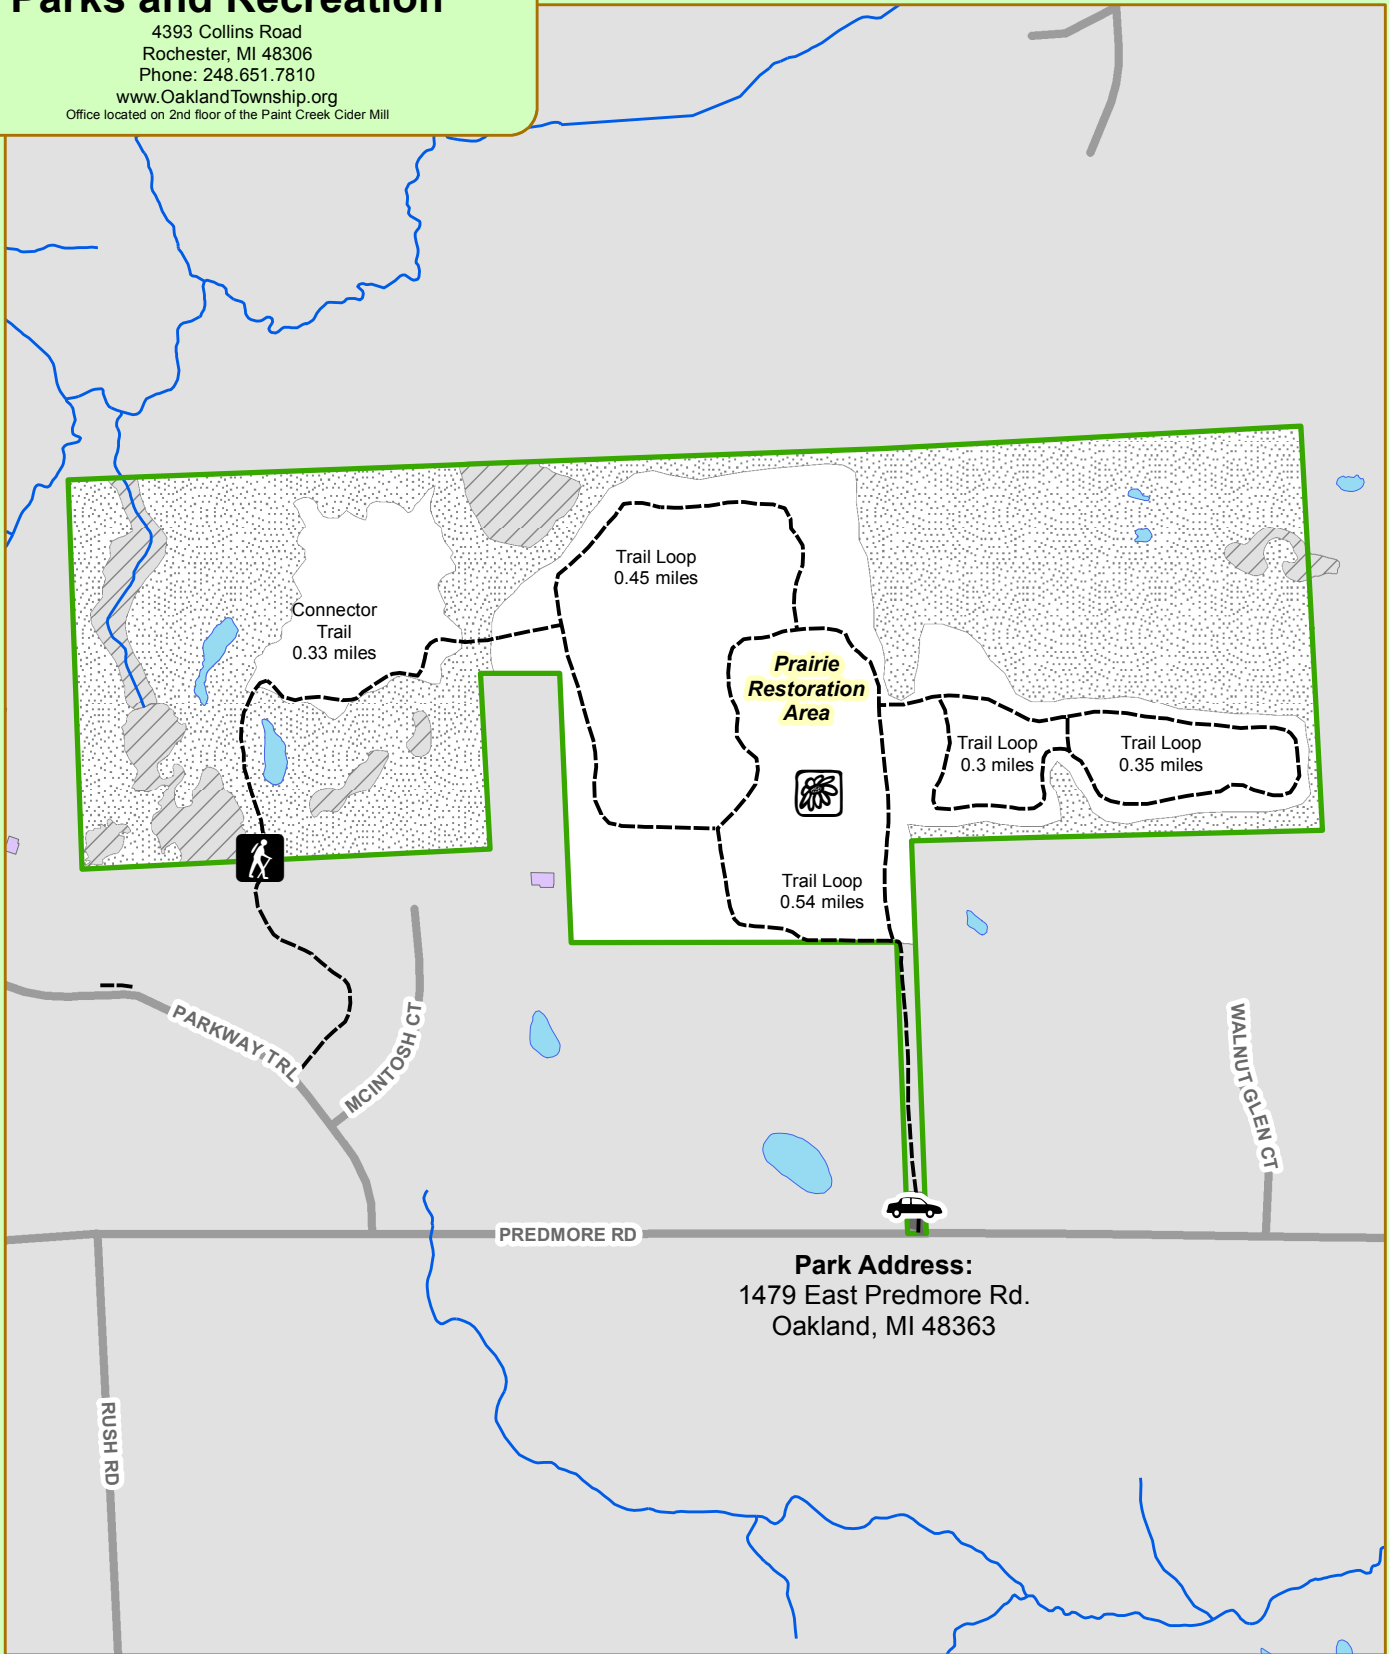 Parks and Recreation
4393 Collins Road
Rochester, MI 48306
Phone: 248.651.7810
www.OaklandTownship.org
Office located on 2nd floor of the Paint Creek Cider Mill
Trail Loop
0.45 miles
Connector
Trail
0.33 miles
Prairie
Restoration
Area
Trail Loop
0.3 miles
Trail Loop
0.35 miles
Trail Loop
0.54 miles
PARKWAY TRL
MCINTOSH CT
WALNUT GLEN CT
PREDMORE RD
Park Address:
1479 East Predmore Rd.
Oakland, MI 48363
RUSH RD